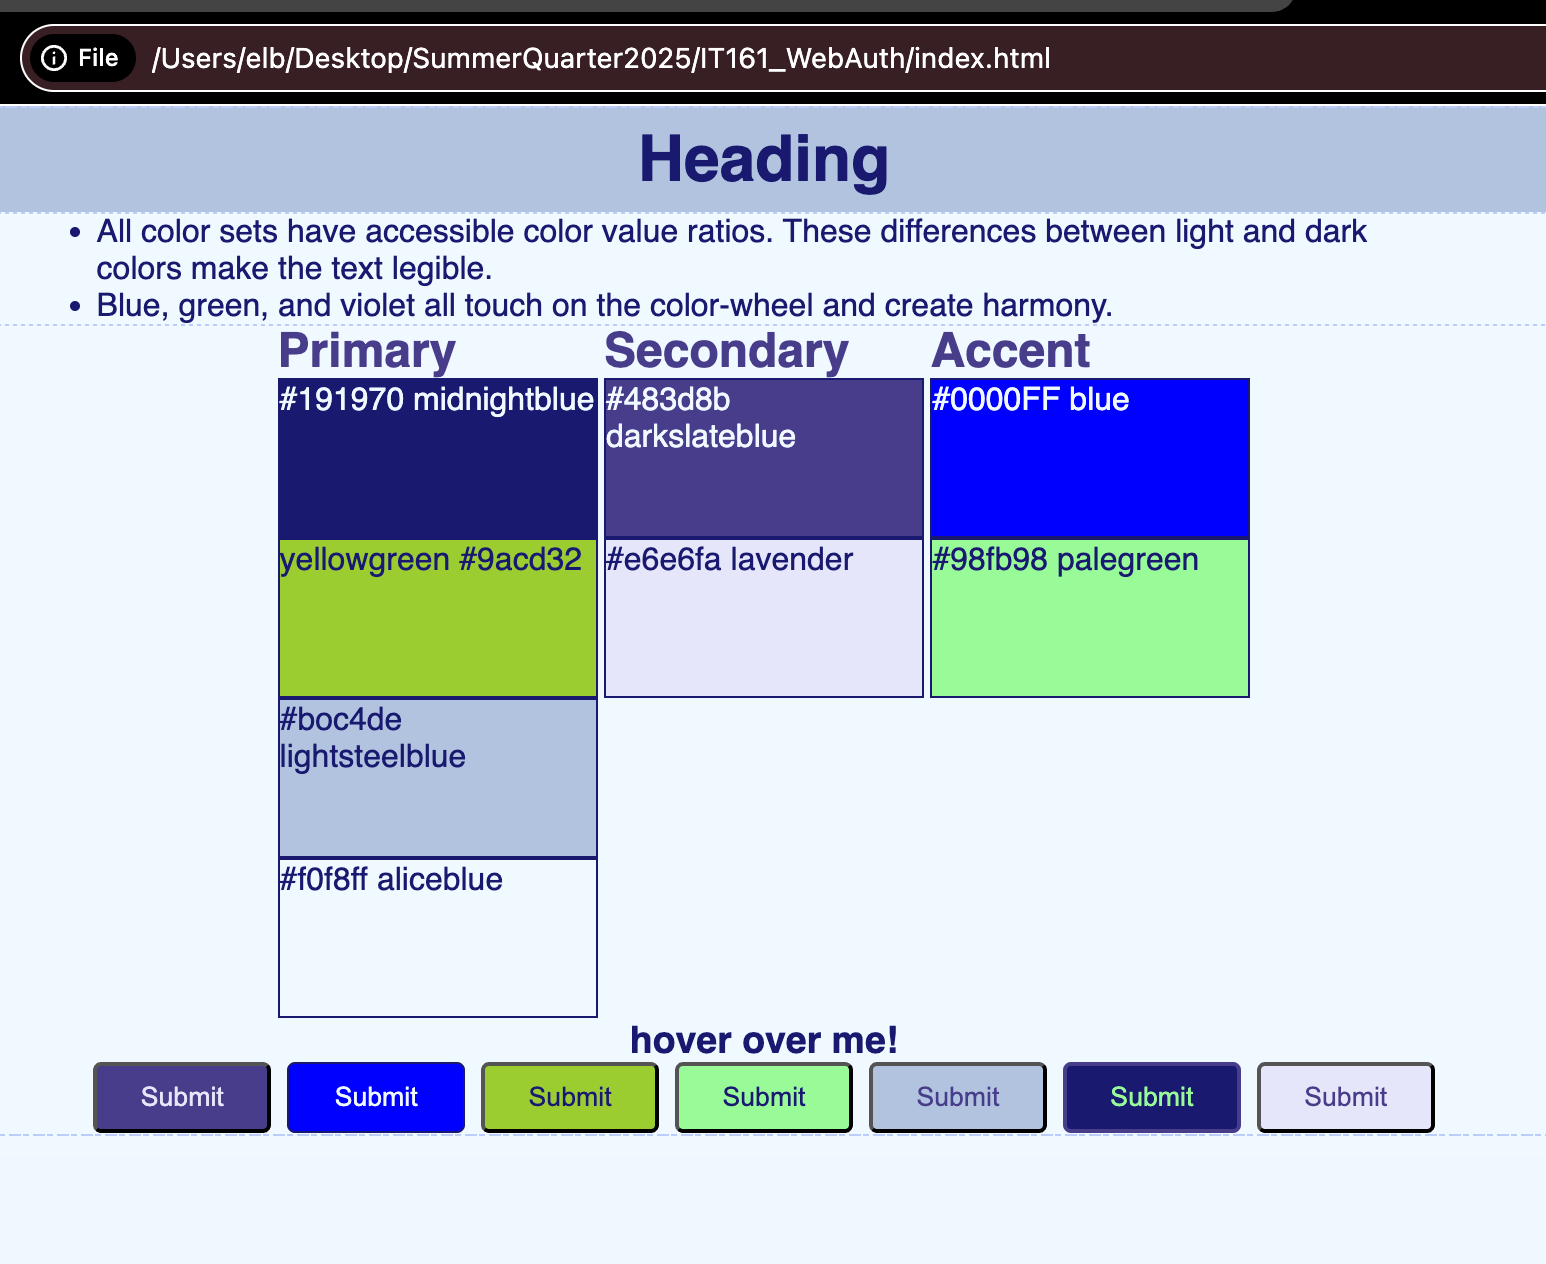 File /Users/elb/Desktop/SummerQuarter2025/IT161_WebAuth/index.html
Heading
• All color sets have accessible color value ratios. These differences between light and dark
colors make the text legible.
• Blue, green, and violet all touch on the color-wheel and create harmony.
Primary
#191970 midnightblue
yellowgreen #9acd32
#boc4de
lightsteelblue
#f0f8ff aliceblue
Secondary
#483d8b
darkslateblue
#e6e6fa lavender
Accent
#0000FF blue
#98fb98 palegreen
hover over me!
Submit Submit Submit Submit Submit Submit Submit